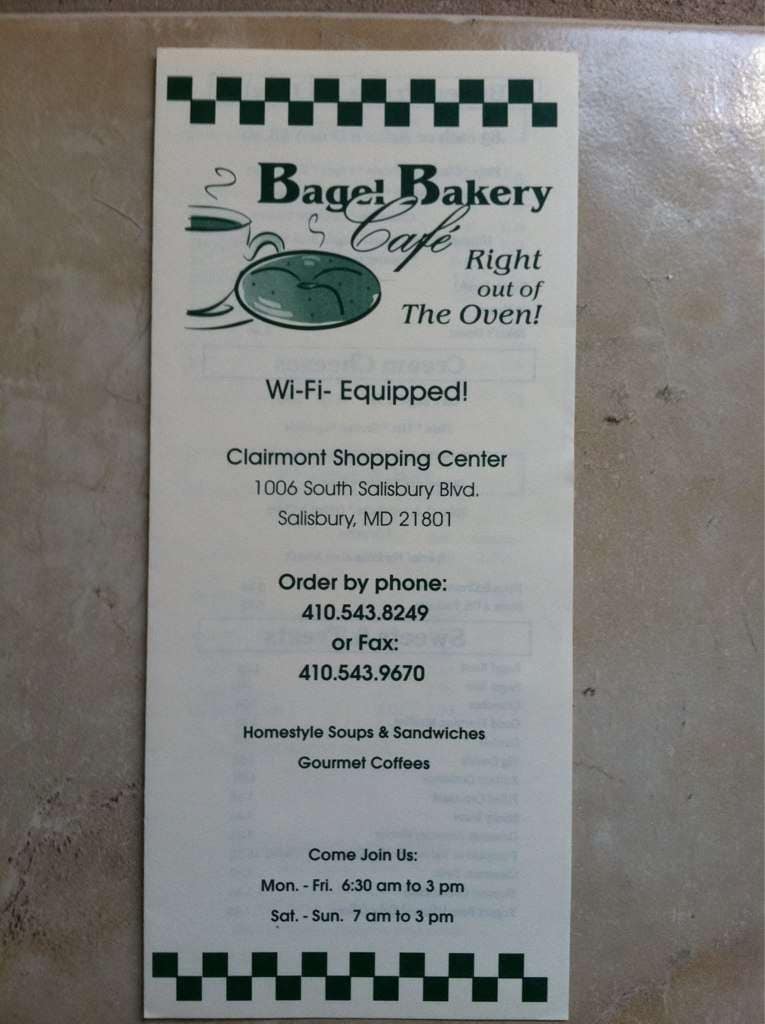 Bagel Bakery
Café
Right
out of
The Oven!
Wi-Fi- Equipped!
Clairmont Shopping Center
1006 South Salisbury Blvd.
Salisbury, MD 21801
Order by phone:
410.543.8249
or Fax:
410.543.9670
Homestyle Soups & Sandwiches
Gourmet Coffees
Come Join Us:
Mon. - Fri. 6:30 am to 3 pm
Sat. - Sun. 7 am to 3 pm